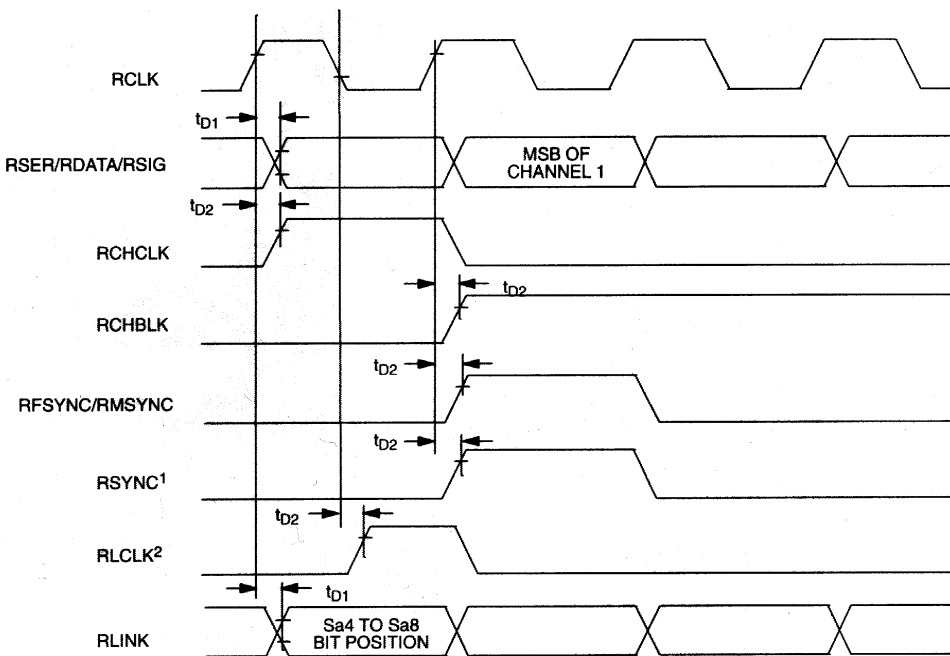 RCLK
tD1
RSER/RDATA/RSIG
MSB OF
CHANNEL 1
tD2
RCHCLK
tD2
RCHBLK
tD2
RFSYNC/RMSYNC
tD2
RSYNC1
tD2
RLCLK2
tD1
RLINK
Sa4 TO Sa8
BIT POSITION